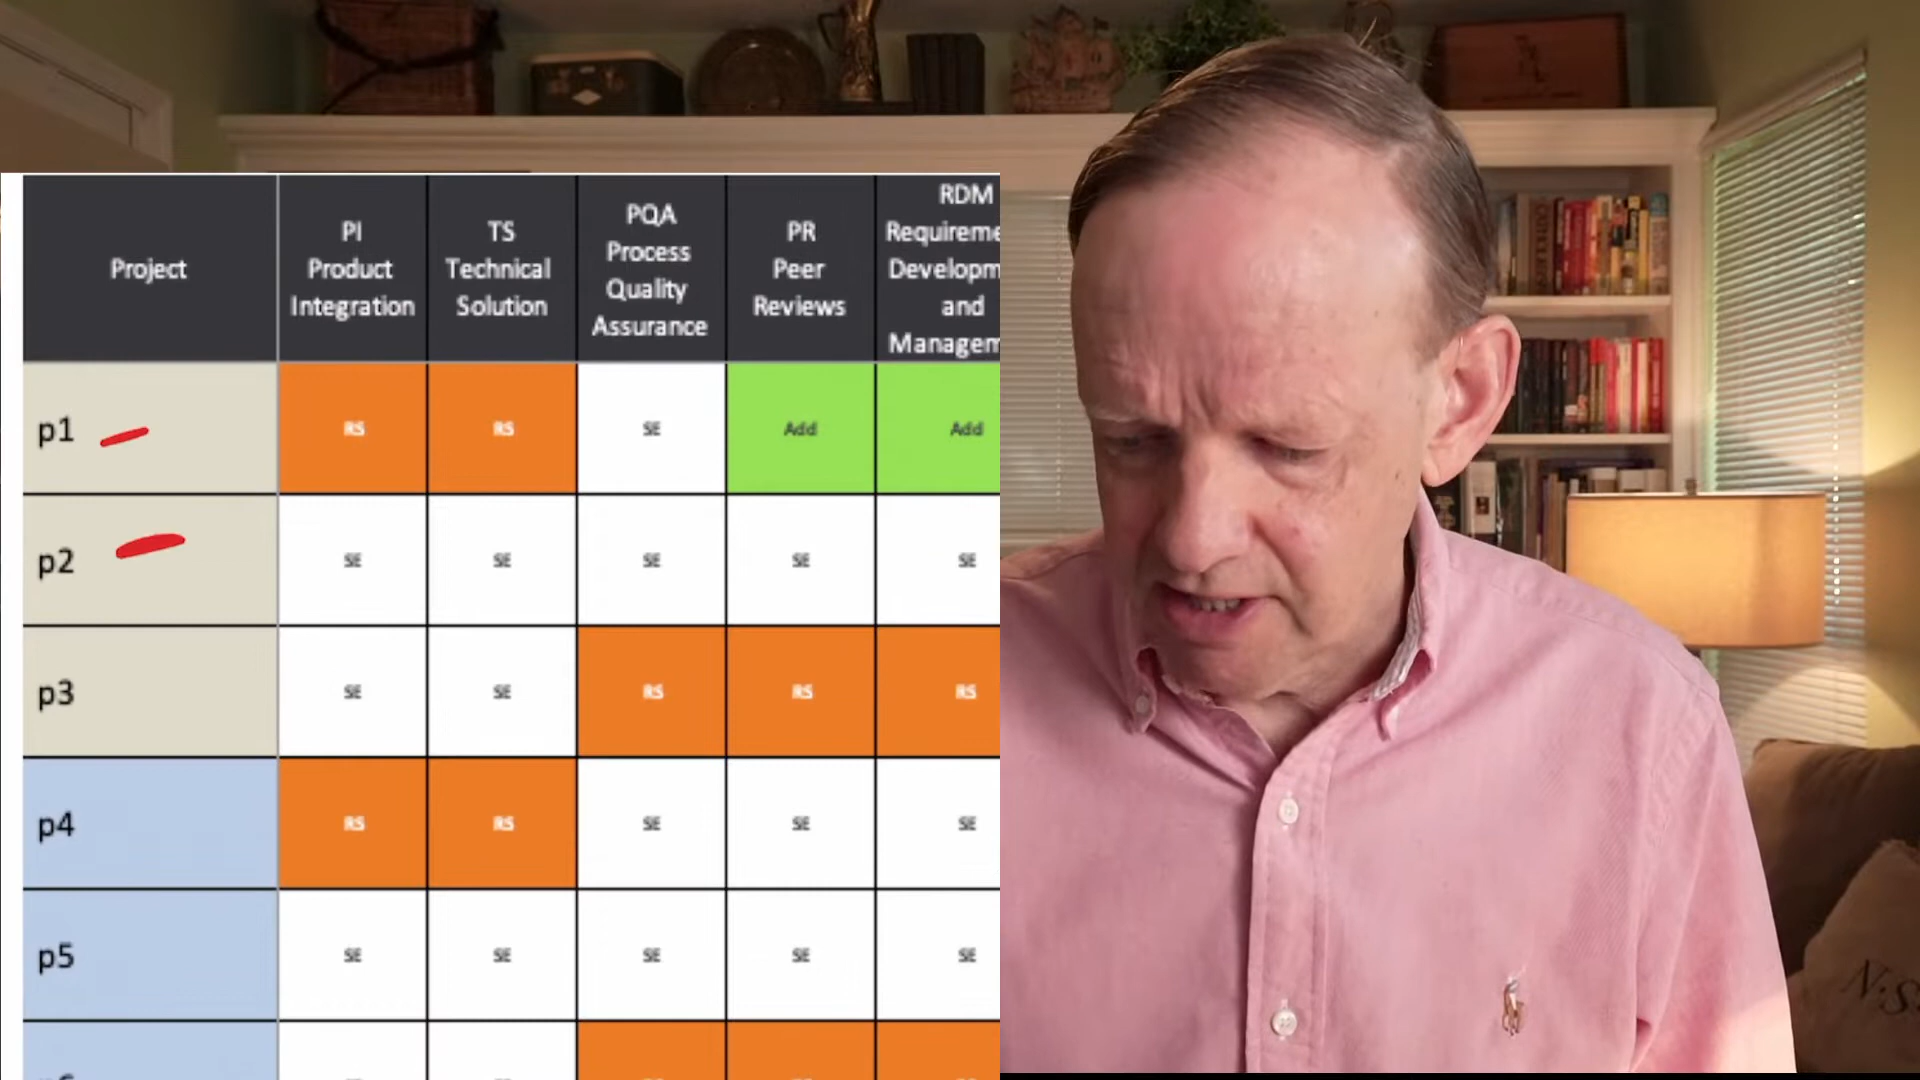 Project
PI
Product
Integration
TS
Technical
Solution
PQA
Process
Quality
Assurance
PR
Peer
Reviews
RDM
Requireme
Developm
and
Managem
p1 RS RS SE Add Add
p2 SE SE SE SE SE
p3 SE SE RS RS RS
p4 RS RS SE SE SE
p5 SE SE SE SE SE